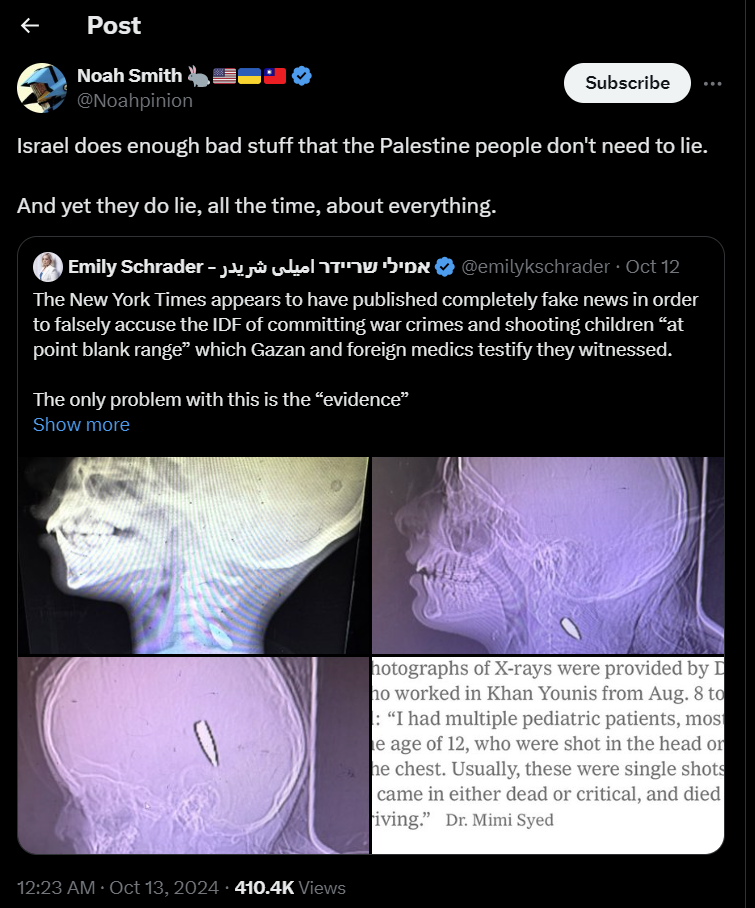 Post
Noah Smith 🐇🇺🇸🇺🇦🇹🇼
@Noahpinion
Subscribe
Israel does enough bad stuff that the Palestine people don't need to lie.
And yet they do lie, all the time, about everything.
Emily Schrader - אמילי שריידר امیلی شریدر @emilykschrader · Oct 12
The New York Times appears to have published completely fake news in order
to falsely accuse the IDF of committing war crimes and shooting children “at
point blank range” which Gazan and foreign medics testify they witnessed.
The only problem with this is the “evidence”
Show more
hotographs of X-rays were provided by D
ho worked in Khan Younis from Aug. 8 to
: “I had multiple pediatric patients, mos
e age of 12, who were shot in the head or
he chest. Usually, these were single shots
came in either dead or critical, and died
riving.” Dr. Mimi Syed
12:23 AM · Oct 13, 2024 · 410.4K Views